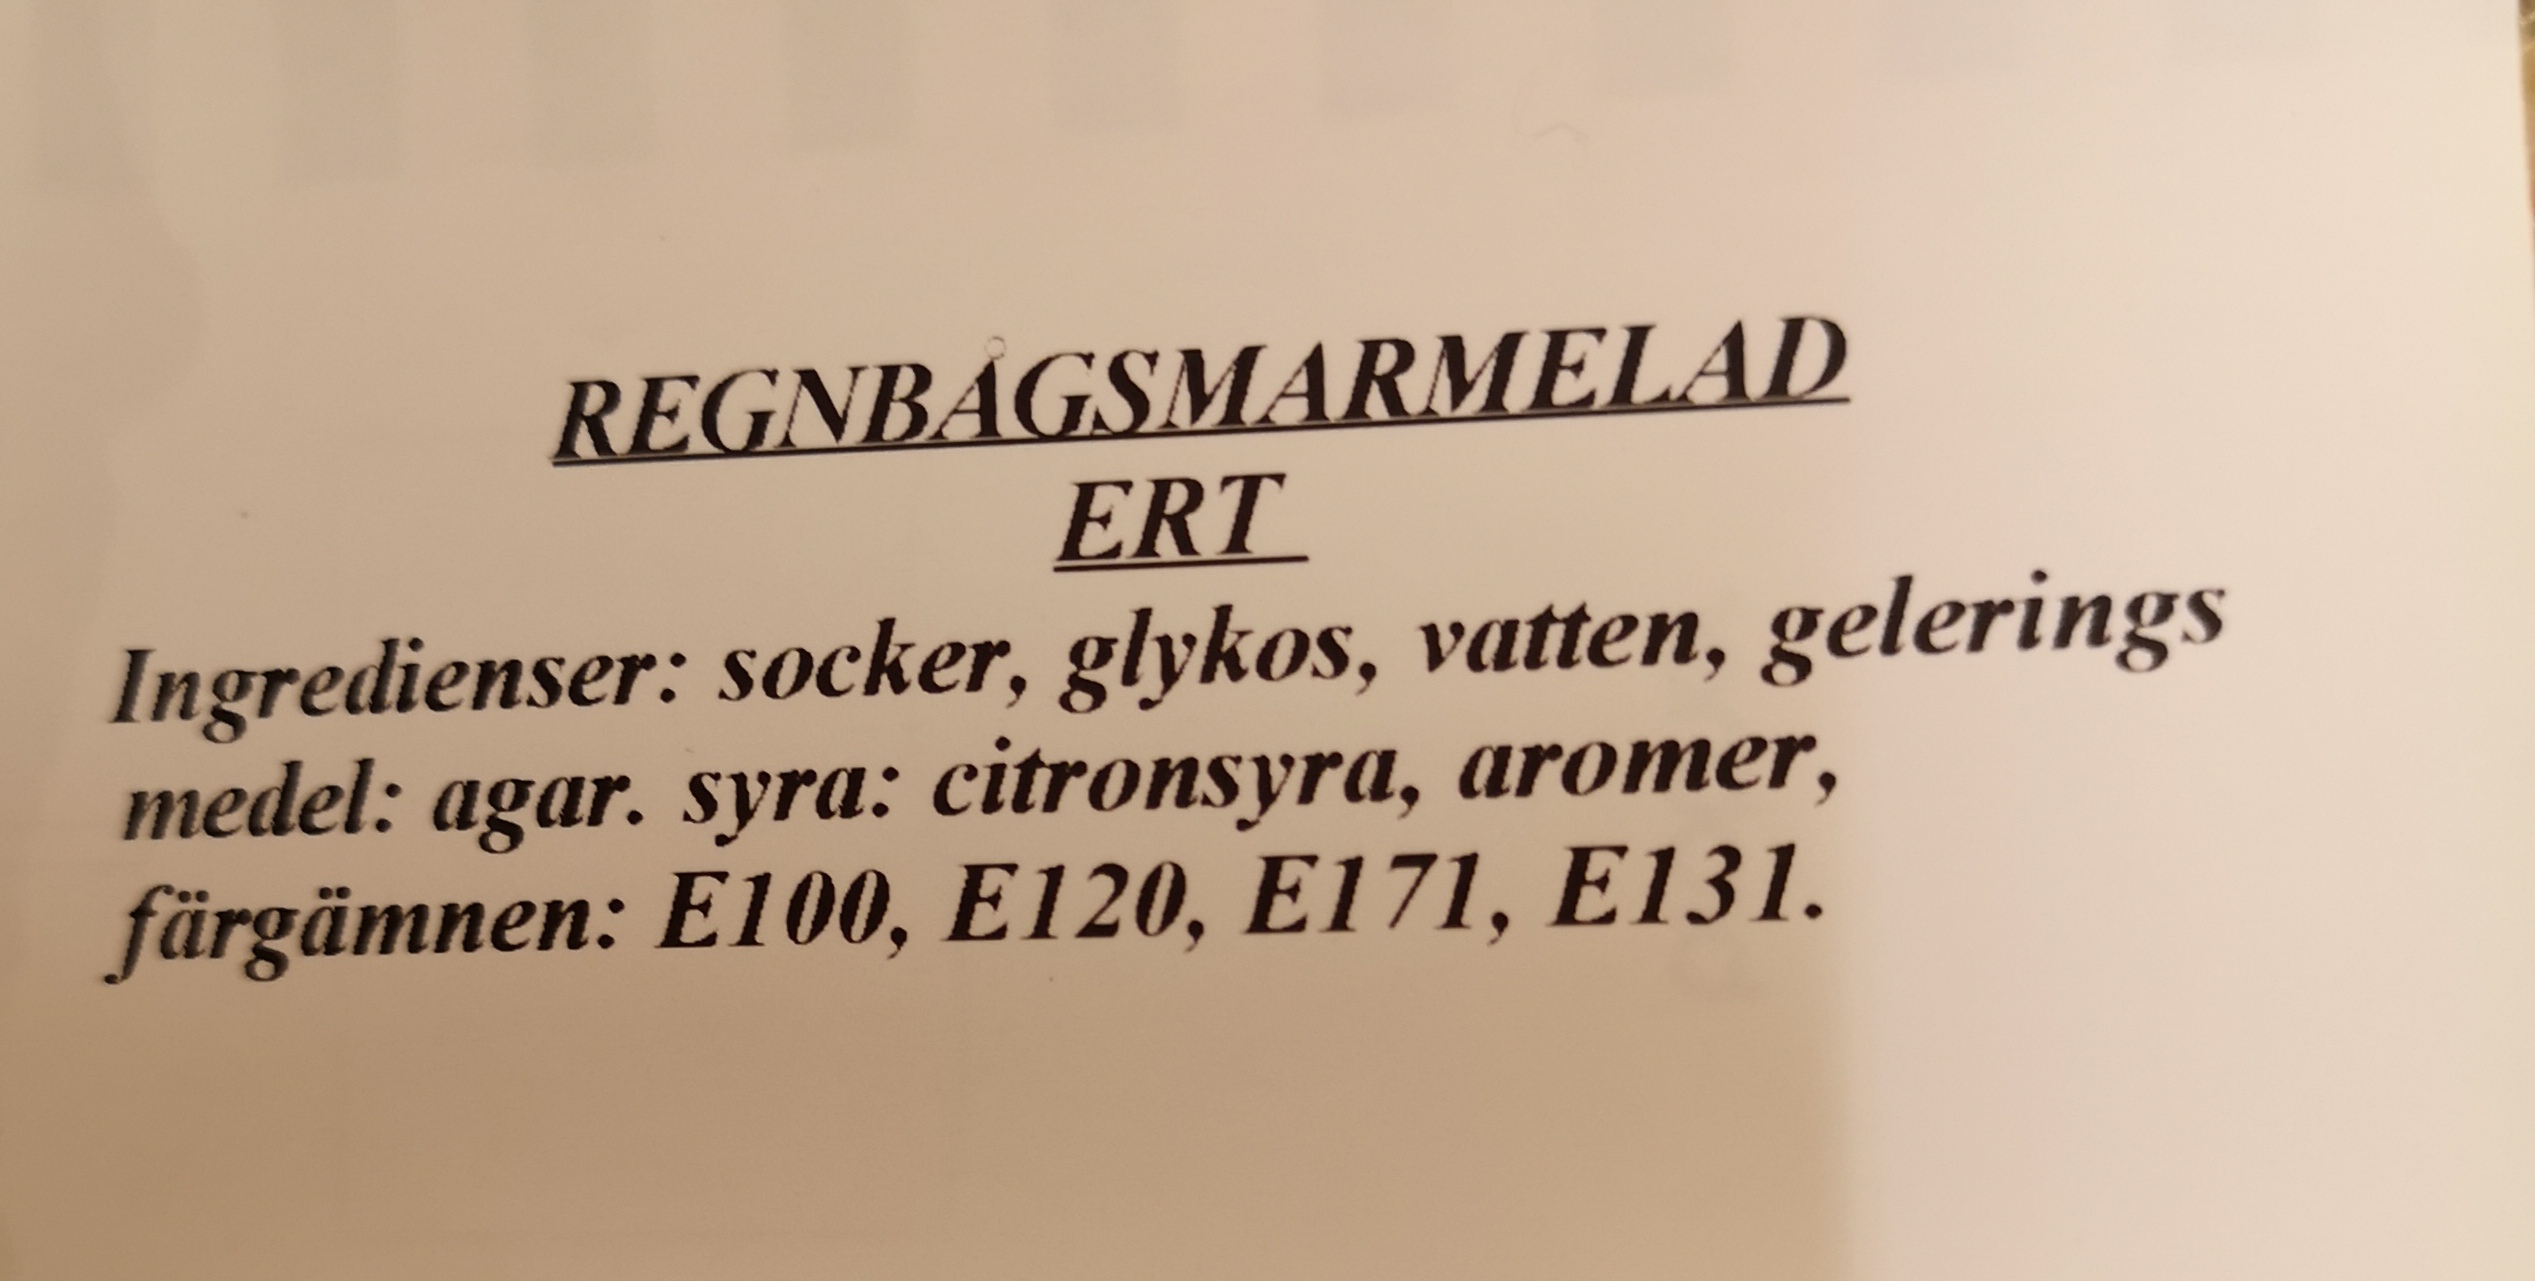 REGNBÅGSMARMELAD
ERT
Ingredienser: socker, glykos, vatten, gelerings
medel: agar. syra: citronsyra, aromer,
färgämnen: E100, E120, E171, E131.